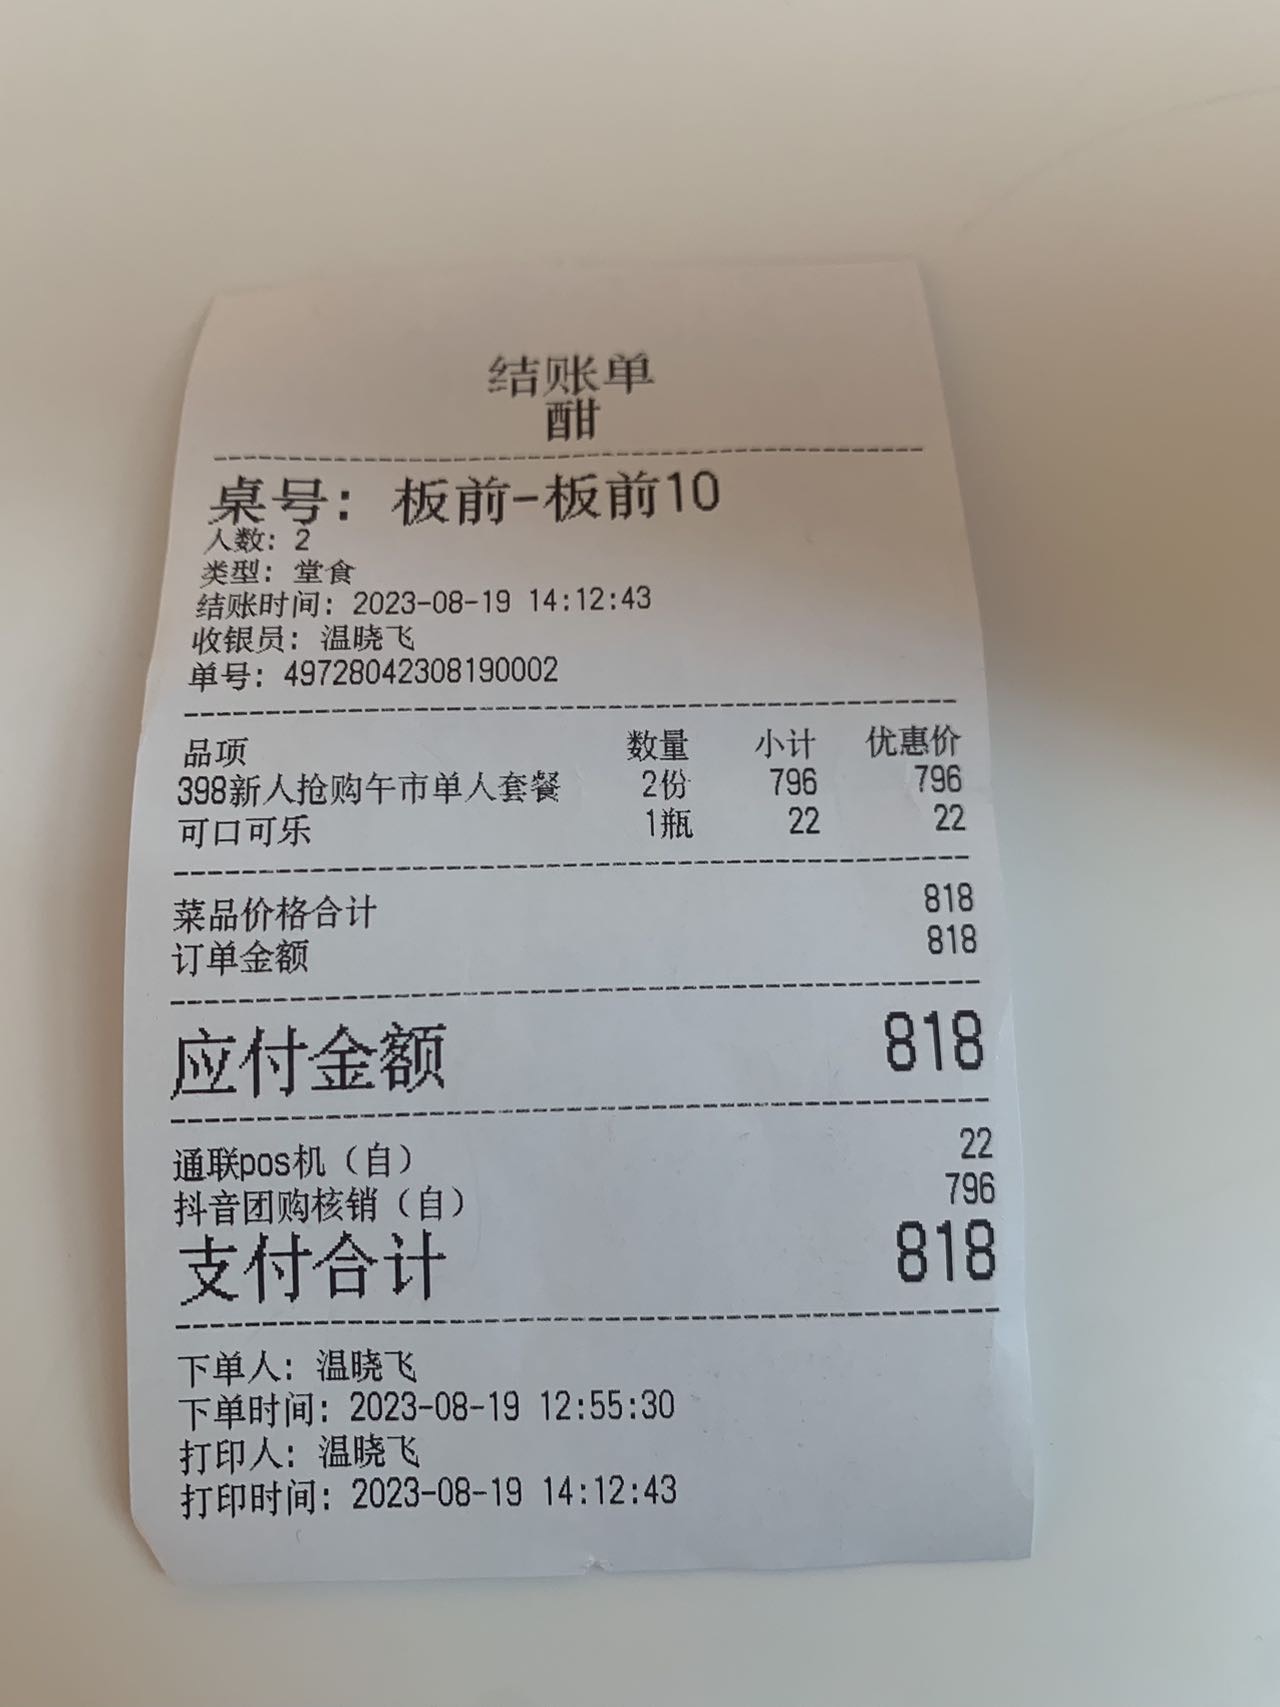 结账单
酣
桌号：板前-板前10
人数：2
类型：堂食
结账时间：2023-08-19 14:12:43
收银员：温晓飞
单号：49728042308190002
品项 数量 小计 优惠价
398新人抢购午市单人套餐 2份 796 796
可口可乐 1瓶 22 22
菜品价格合计 818
订单金额 818
应付金额 818
通联pos机（自） 22
抖音团购核销（自） 796
支付合计 818
下单人：温晓飞
下单时间：2023-08-19 12:55:30
打印人：温晓飞
打印时间：2023-08-19 14:12:43